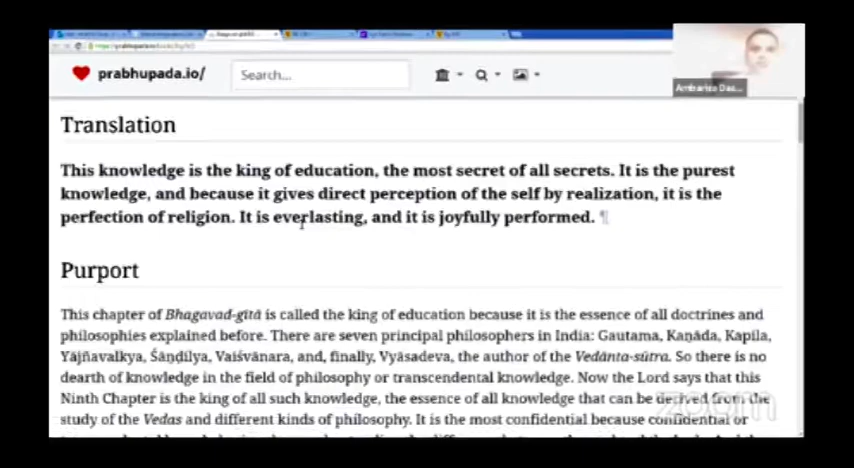 prabhupada.io/
Search...
Ambarisa Das...
Translation
This knowledge is the king of education, the most secret of all secrets. It is the purest
knowledge, and because it gives direct perception of the self by realization, it is the
perfection of religion. It is everlasting, and it is joyfully performed. ¶
Purport
This chapter of Bhagavad-gītā is called the king of education because it is the essence of all doctrines and
philosophies explained before. There are seven principal philosophers in India: Gautama, Kaṇāda, Kapila,
Yājñavalkya, Śāṇḍilya, Vaiśvānara, and, finally, Vyāsadeva, the author of the Vedānta-sūtra. So there is no
dearth of knowledge in the field of philosophy or transcendental knowledge. Now the Lord says that this
Ninth Chapter is the king of all such knowledge, the essence of all knowledge that can be derived from the
study of the Vedas and different kinds of philosophy. It is the most confidential because confidential or
zoom